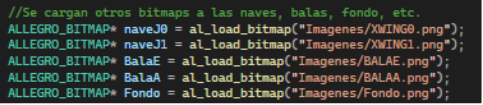 //Se cargan otros bitmaps a las naves, balas, fondo, etc.
ALLEGRO_BITMAP* naveJ0 = al_load_bitmap("Imagenes/XWING0.png");
ALLEGRO_BITMAP* naveJ1 = al_load_bitmap("Imagenes/XWING1.png");
ALLEGRO_BITMAP* BalaE = al_load_bitmap("Imagenes/BALAE.png");
ALLEGRO_BITMAP* BalaA = al_load_bitmap("Imagenes/BALAA.png");
ALLEGRO_BITMAP* Fondo = al_load_bitmap("Imagenes/Fondo.png");